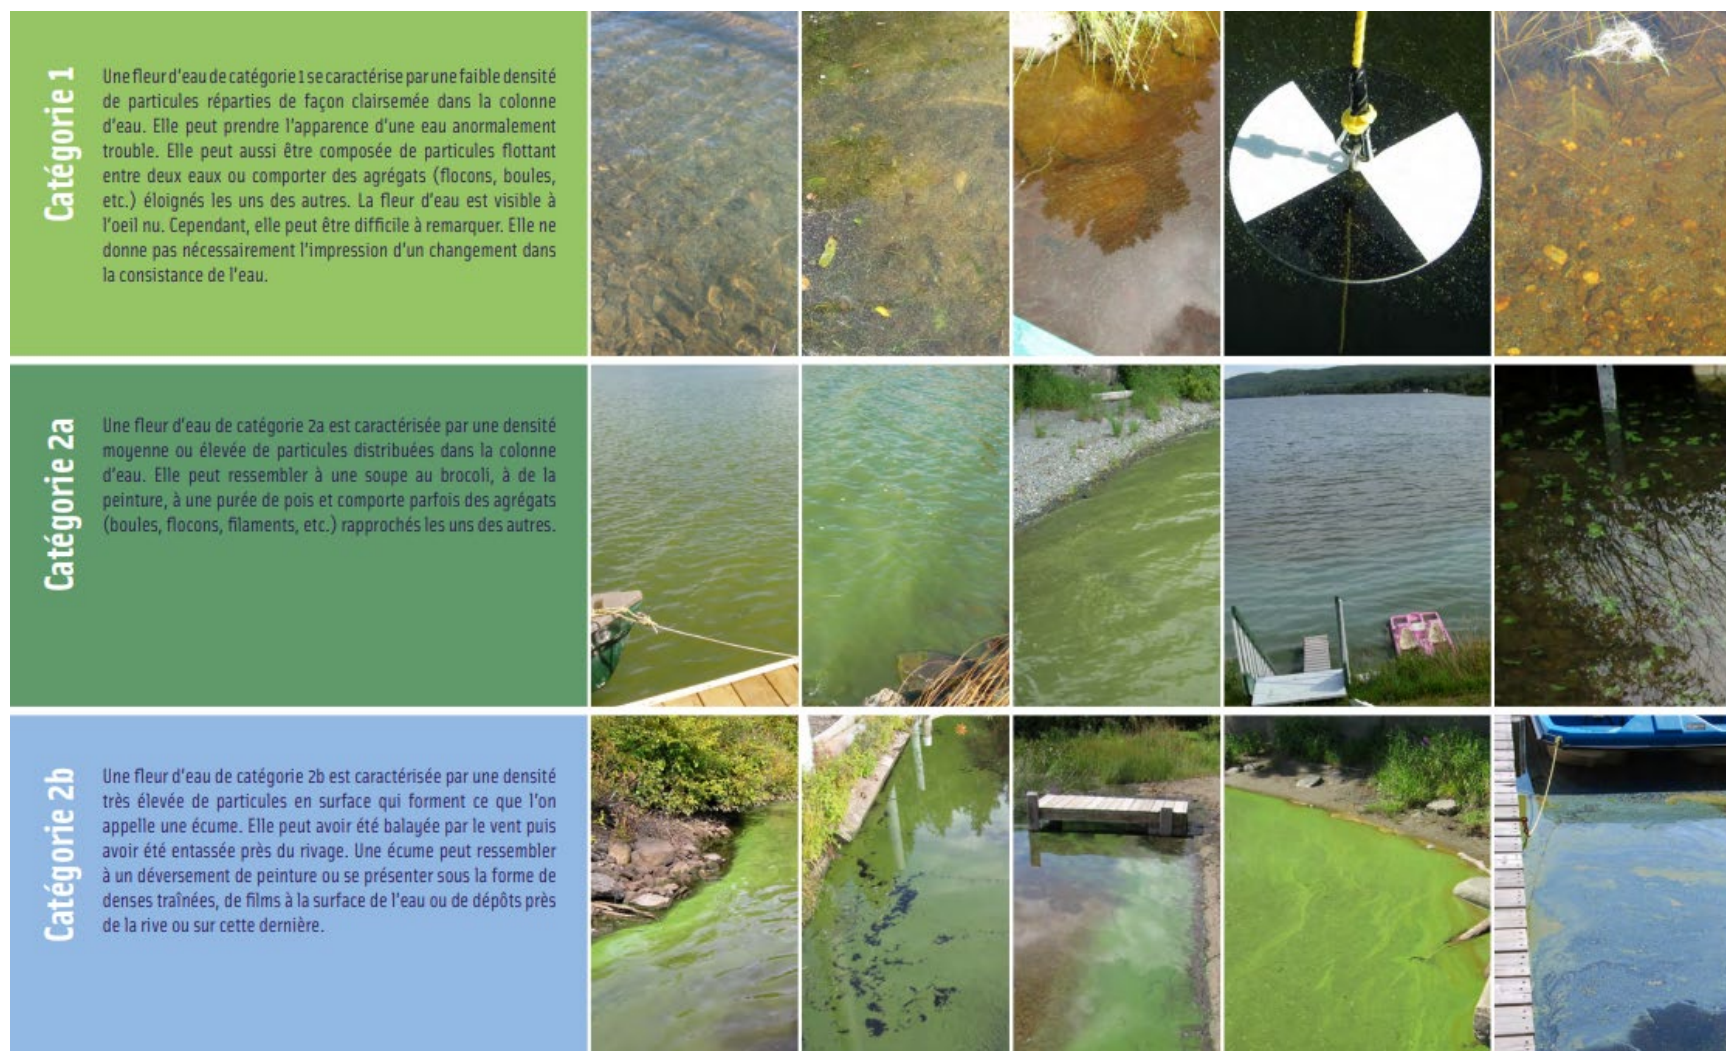 Catégorie 1
Une fleur d'eau de catégorie 1 se caractérise par une faible densité
de particules réparties de façon clairsemée dans la colonne
d'eau. Elle peut prendre l'apparence d'une eau anormalement
trouble. Elle peut aussi être composée de particules flottant
entre deux eaux ou comporter des agrégats (flocons, boules,
etc.) éloignés les uns des autres. La fleur d'eau est visible à
l'oeil nu. Cependant, elle peut être difficile à remarquer. Elle ne
donne pas nécessairement l'impression d'un changement dans
la consistance de l'eau.
Catégorie 2a
Une fleur d'eau de catégorie 2a est caractérisée par une densité
moyenne ou élevée de particules distribuées dans la colonne
d'eau. Elle peut ressembler à une soupe au brocoli, à de la
peinture, à une purée de pois et comporte parfois des agrégats
(boules, flocons, filaments, etc.) rapprochés les uns des autres.
Catégorie 2b
Une fleur d'eau de catégorie 2b est caractérisée par une densité
très élevée de particules en surface qui forment ce que l'on
appelle une écume. Elle peut avoir été balayée par le vent puis
avoir été entassée près du rivage. Une écume peut ressembler
à un déversement de peinture ou se présenter sous la forme de
denses traînées, de films à la surface de l'eau ou de dépôts près
de la rive ou sur cette dernière.